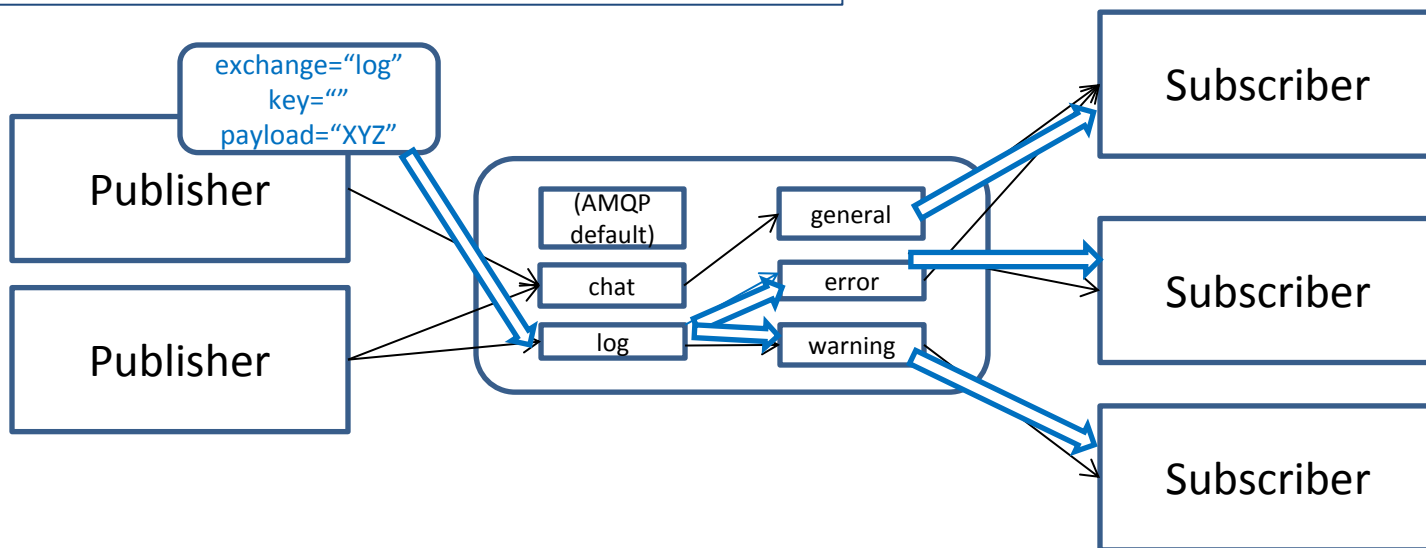 exchange=“log”
key=“”
payload=“XYZ”
Publisher
Publisher
(AMQP
default)
chat
log
general
error
warning
Subscriber
Subscriber
Subscriber